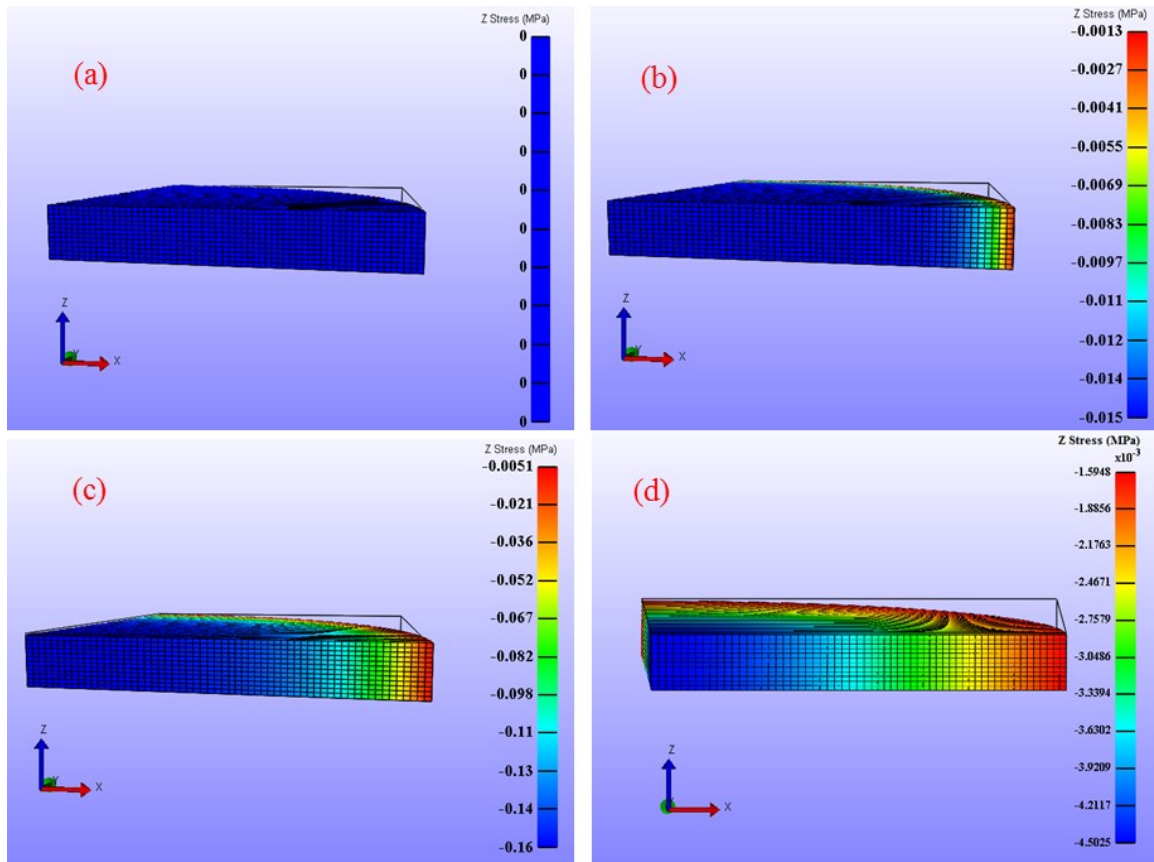 Z Stress (MPa)
(a)
0
0
0
0
0
0
0
0
0
0
0
Z
Y
X
Z Stress (MPa)
(b)
-0.0013
-0.0027
-0.0041
-0.0055
-0.0069
-0.0083
-0.0097
-0.011
-0.012
-0.014
-0.015
Z
Y
X
Z Stress (MPa)
(c)
-0.0051
-0.021
-0.036
-0.052
-0.067
-0.082
-0.098
-0.11
-0.13
-0.14
-0.16
Z
Y
X
Z Stress (MPa)
x10⁻³
(d)
-1.5948
-1.8856
-2.1763
-2.4671
-2.7579
-3.0486
-3.3394
-3.6302
-3.9209
-4.2117
-4.5025
Z
X